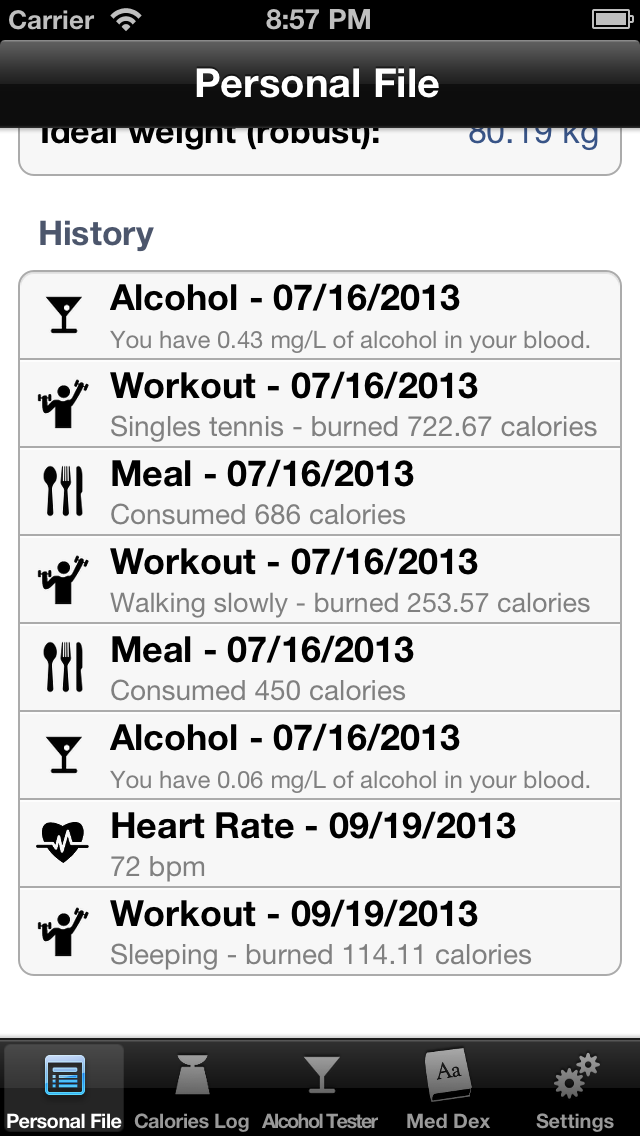 Carrier 8:57 PM
Personal File
Ideal weight (robust): 80.19 kg
History
Alcohol - 07/16/2013
You have 0.43 mg/L of alcohol in your blood.
Workout - 07/16/2013
Singles tennis - burned 722.67 calories
Meal - 07/16/2013
Consumed 686 calories
Workout - 07/16/2013
Walking slowly - burned 253.57 calories
Meal - 07/16/2013
Consumed 450 calories
Alcohol - 07/16/2013
You have 0.06 mg/L of alcohol in your blood.
Heart Rate - 09/19/2013
72 bpm
Workout - 09/19/2013
Sleeping - burned 114.11 calories
Aa
Personal File Calories Log Alcohol Tester Med Dex Settings